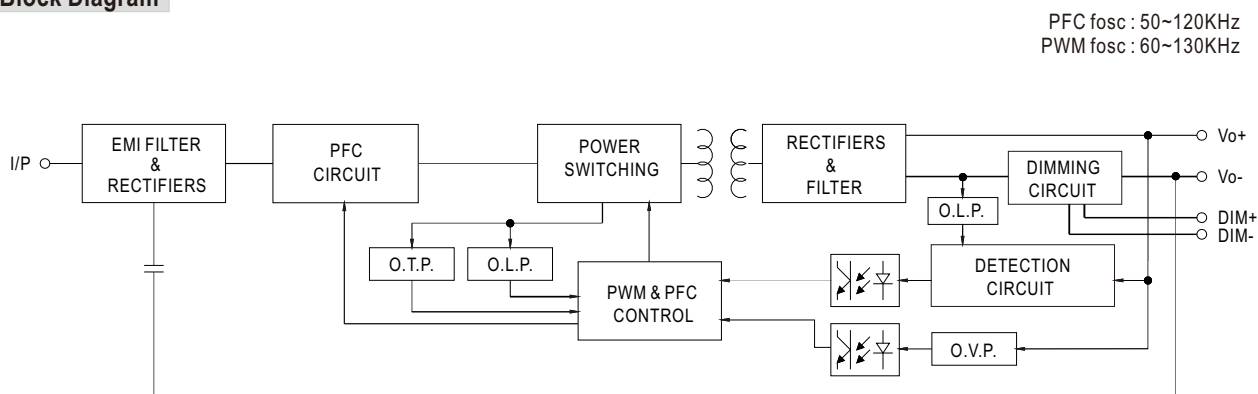 Block Diagram
PFC fosc : 50~120KHz
PWM fosc : 60~130KHz
I/P
EMI FILTER
&
RECTIFIERS
PFC
CIRCUIT
POWER
SWITCHING
RECTIFIERS
&
FILTER
DIMMING
CIRCUIT
Vo+
Vo-
DIM+
DIM-
O.L.P.
O.T.P.
O.L.P.
PWM & PFC
CONTROL
DETECTION
CIRCUIT
O.V.P.